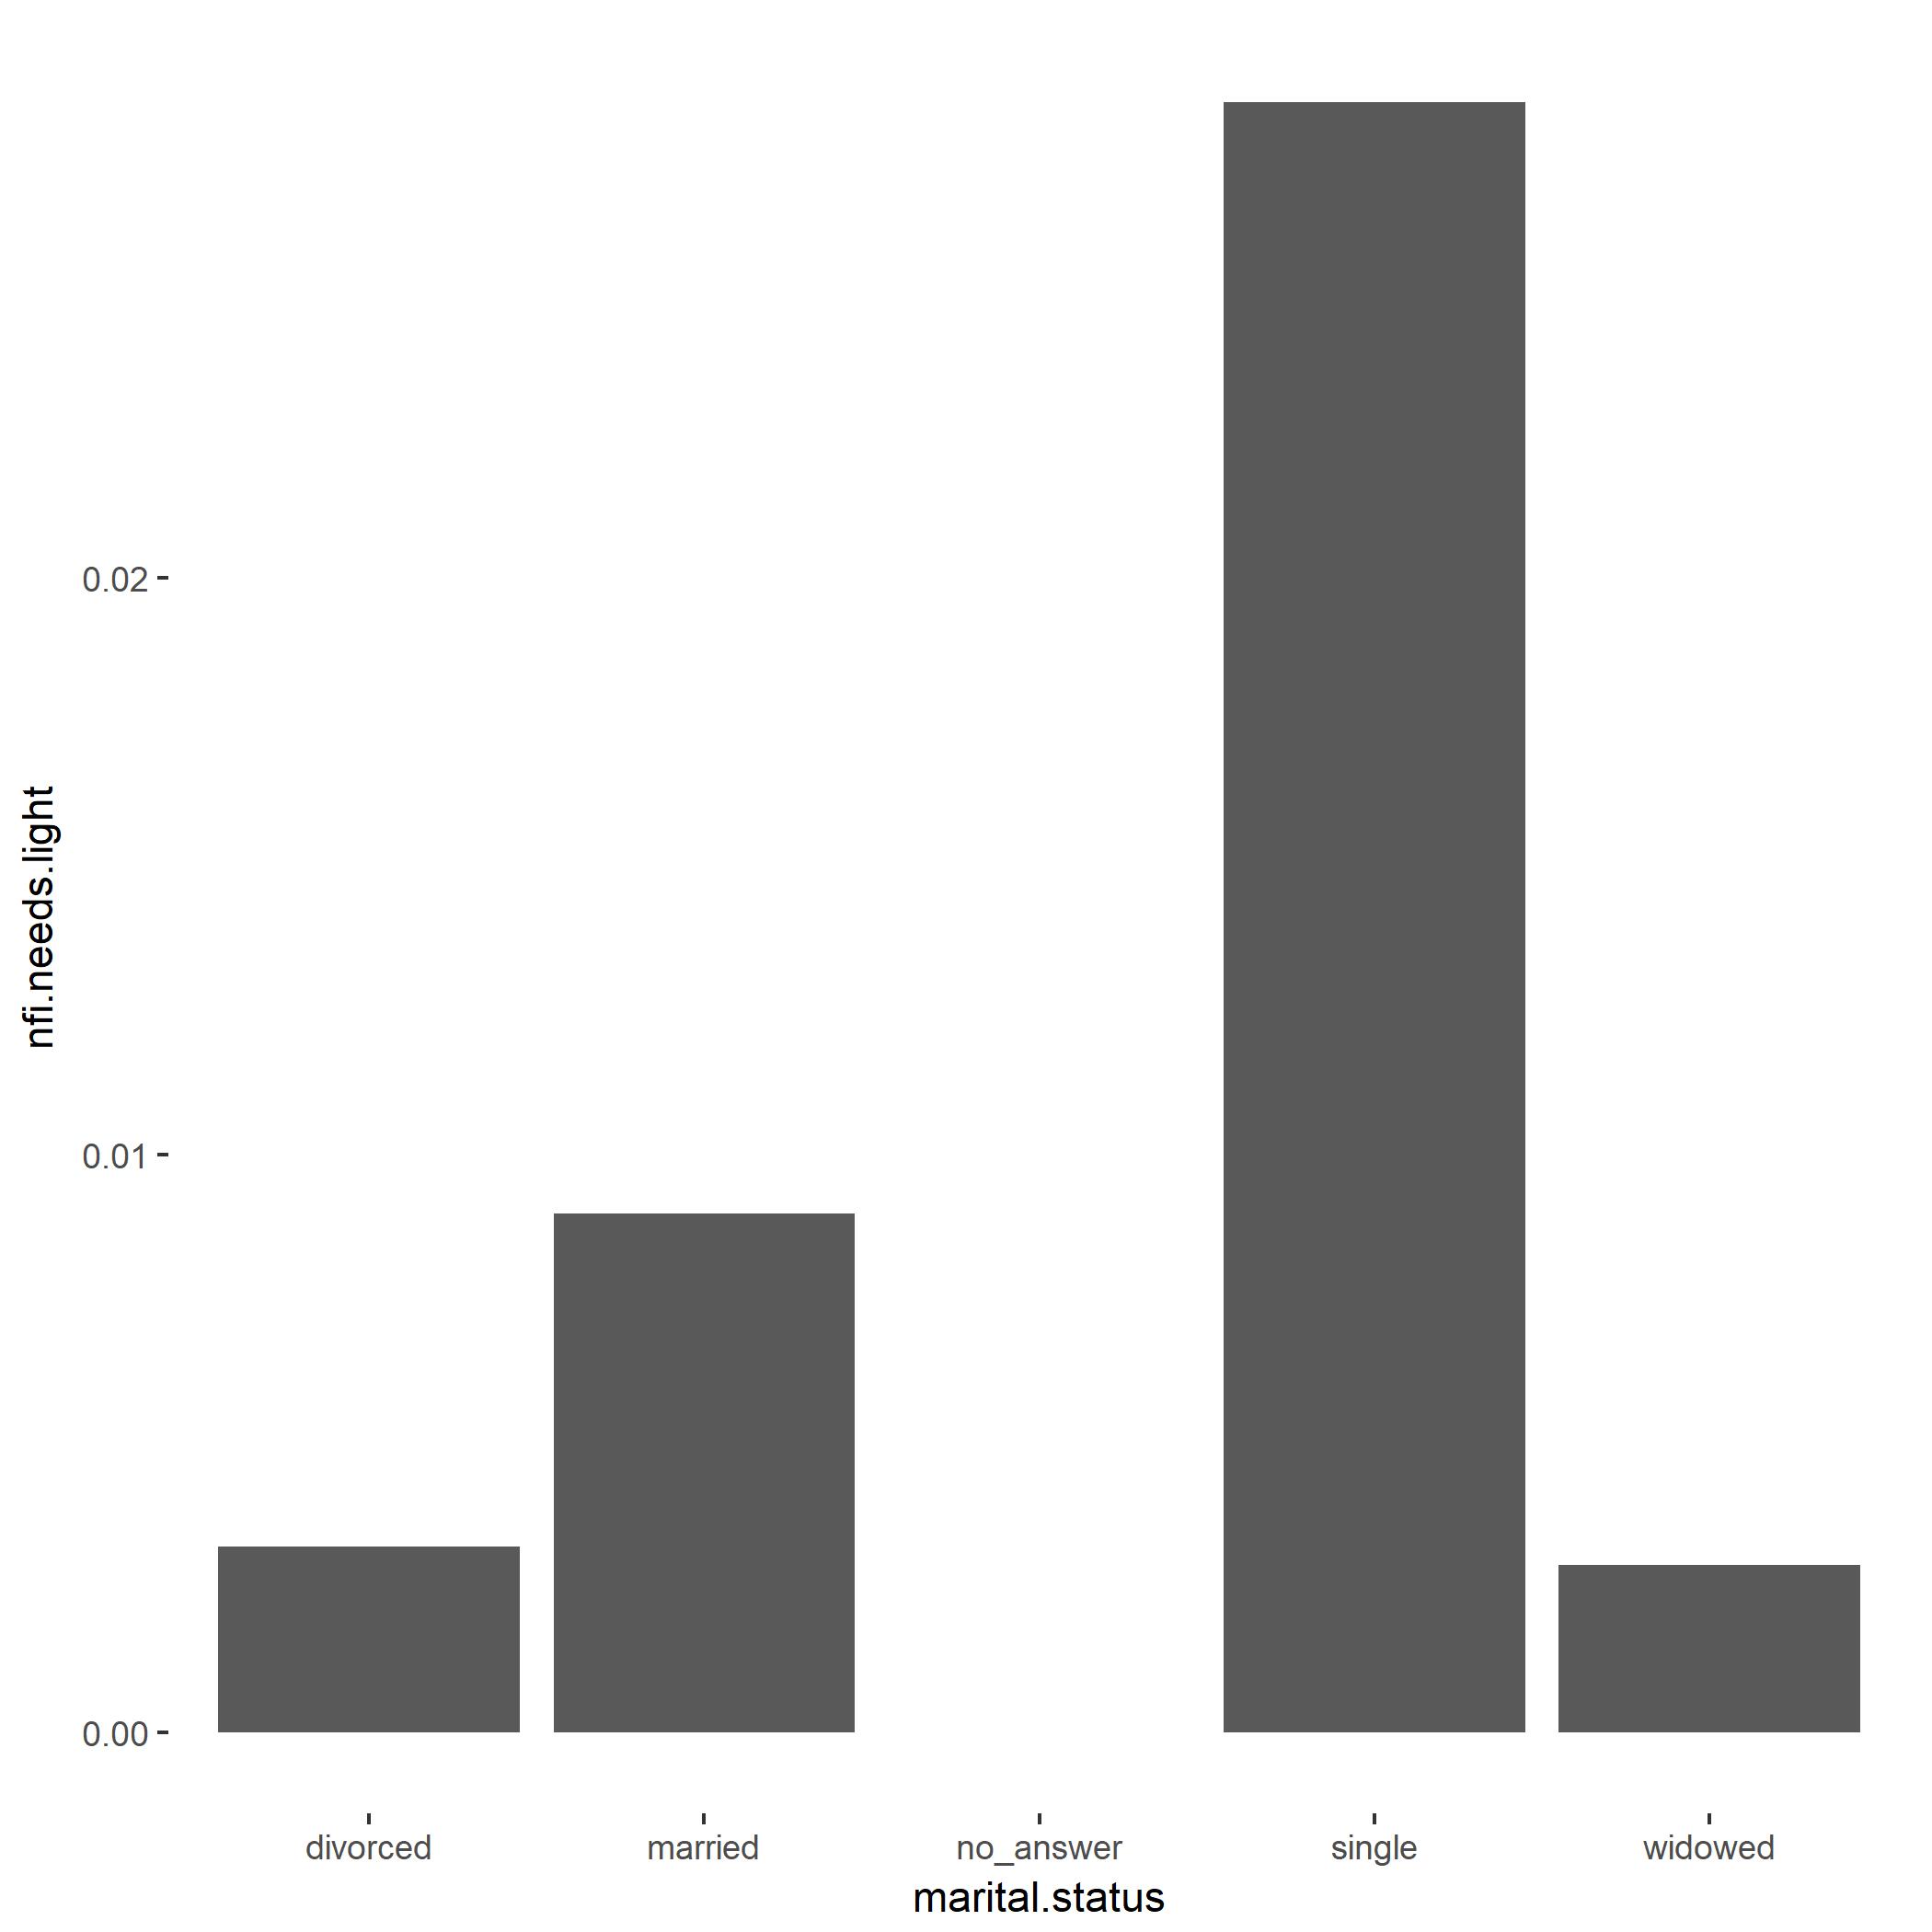 nfi.needs.light
0.02
0.01
0.00
divorced married no_answer single widowed
marital.status